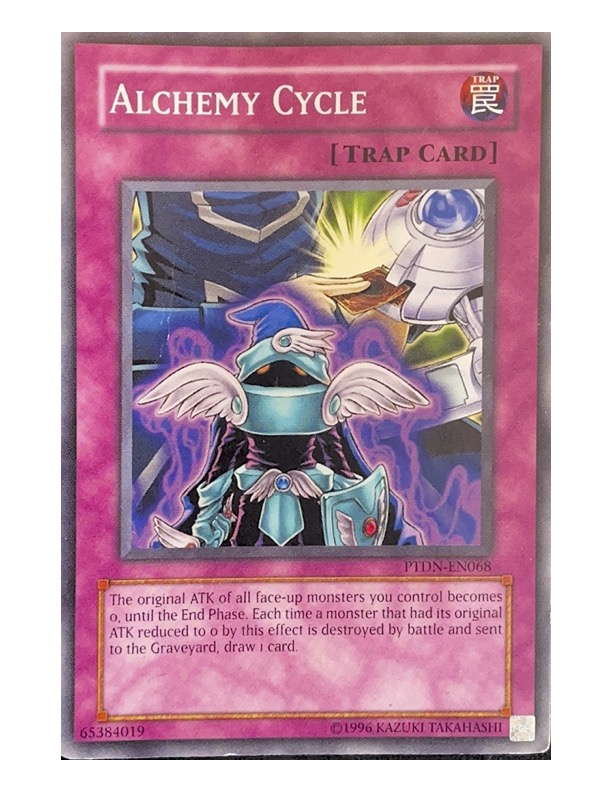 ALCHEMY CYCLE
TRAP
罠
[TRAP CARD]
PTDN-EN068
The original ATK of all face-up monsters you control becomes
0, until the End Phase. Each time a monster that had its original
ATK reduced to 0 by this effect is destroyed by battle and sent
to the Graveyard, draw 1 card.
65384019
©1996 KAZUKI TAKAHASHI